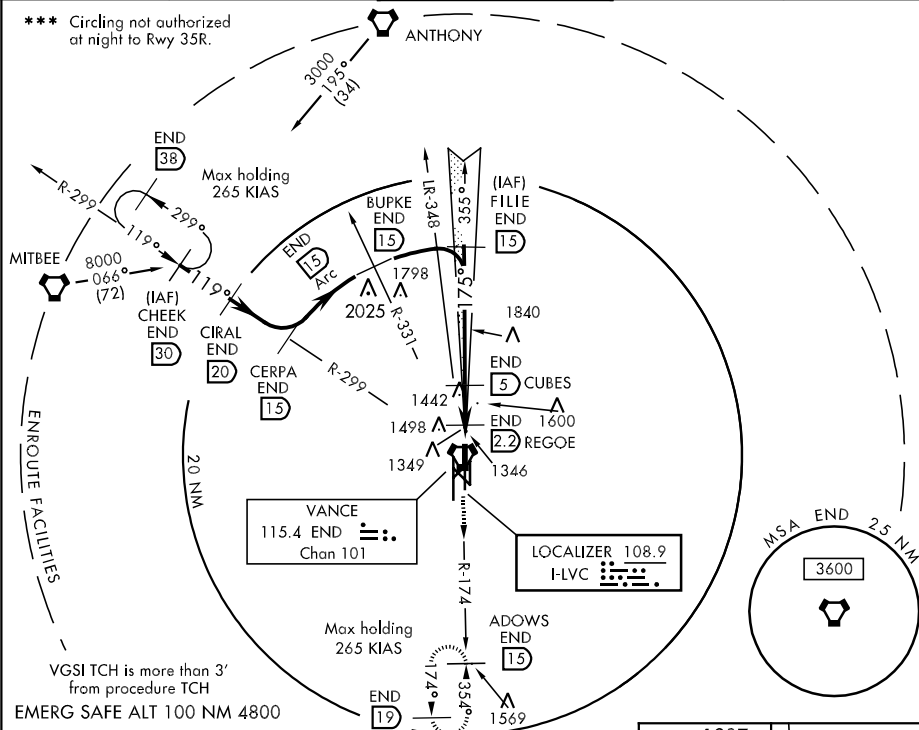 *** Circling not authorized
at night to Rwy 35R.
ANTHONY
3000
195°
(34)
END
38
Max holding
265 KIAS
R-299
299°
119°
MITBEE
8000
066°
(72)
119°
(IAF)
CHEEK
END
30
CIRAL
END
20
CERPA
END
15
END
15
Arc
BUPKE
END
15
LR-348
355°
(IAF)
FILIE
END
15
2025
1798
R-331
175°
1840
R-299
END
5
CUBES
1442
1600
1498
END
2.2
REGOE
1349
1346
ENROUTE FACILITIES
20 NM
VANCE
115.4 END
Chan 101
LOCALIZER 108.9
I-LVC
R-174
MSA END 25 NM
3600
Max holding
265 KIAS
ADOWS
END
15
174°
354°
END
19
1569
VGSI TCH is more than 3'
from procedure TCH
EMERG SAFE ALT 100 NM 4800